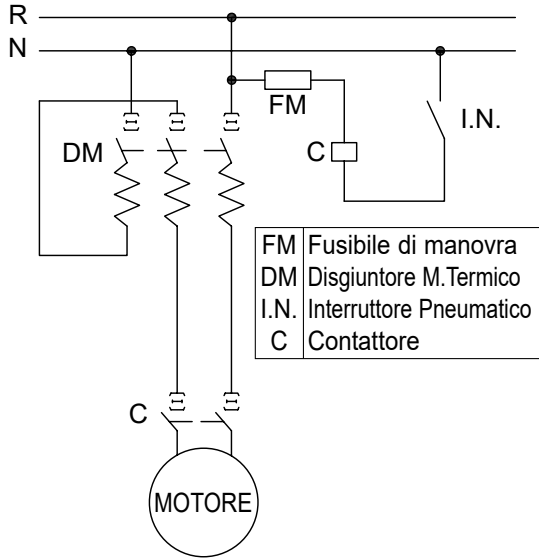 R
N
FM
I.N.
DM
C
FM Fusibile di manovra
DM Disgiuntore M.Termico
I.N. Interruttore Pneumatico
C Contattore
C
MOTORE